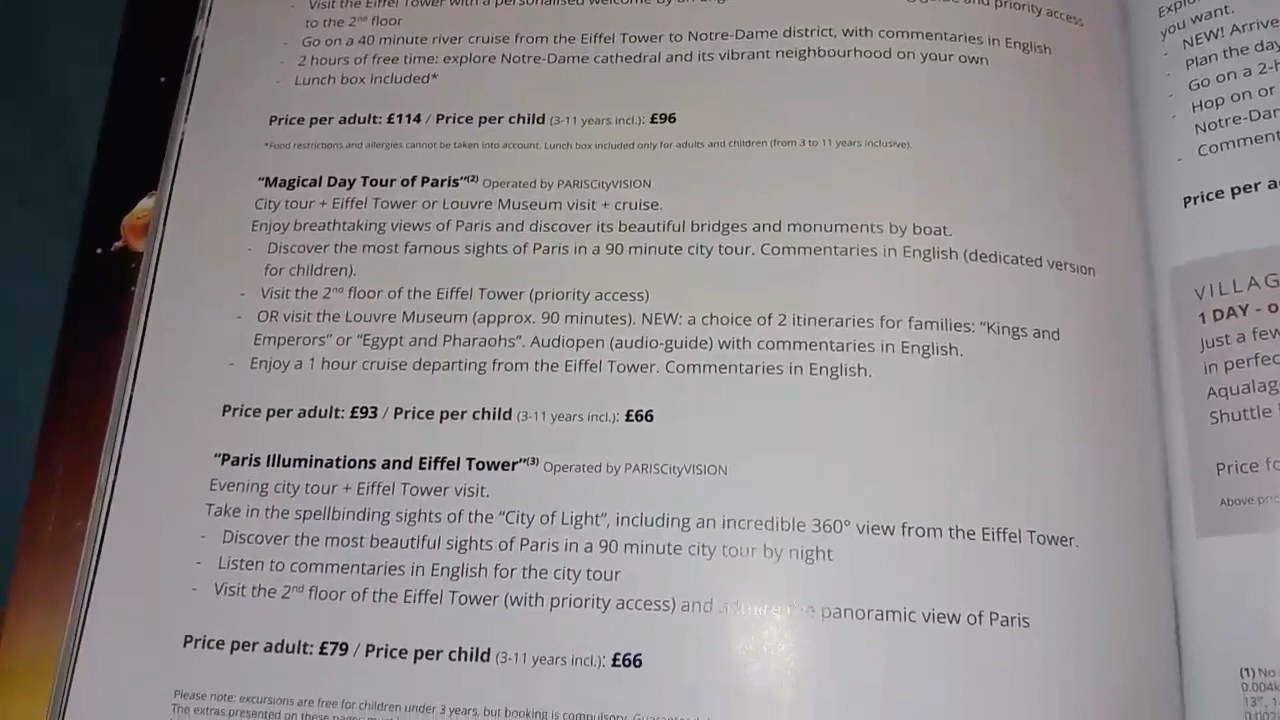 Visit the Eiffel Tower with a personalised welcome by an priority access
to the 2nd floor
- Go on a 40 minute river cruise from the Eiffel Tower to Notre-Dame district, with commentaries in English
- 2 hours of free time: explore Notre-Dame cathedral and its vibrant neighbourhood on your own
- Lunch box included*
Price per adult: £114 / Price per child (3-11 years incl.): £96
*Food restrictions and allergies cannot be taken into account. Lunch box included only for adults and children (from 3 to 11 years inclusive).
"Magical Day Tour of Paris"(2) Operated by PARISCityVISION
City tour + Eiffel Tower or Louvre Museum visit + cruise.
Enjoy breathtaking views of Paris and discover its beautiful bridges and monuments by boat.
- Discover the most famous sights of Paris in a 90 minute city tour. Commentaries in English (dedicated version
for children).
- Visit the 2nd floor of the Eiffel Tower (priority access)
- OR visit the Louvre Museum (approx. 90 minutes). NEW: a choice of 2 itineraries for families: "Kings and
Emperors" or "Egypt and Pharaohs". Audiopen (audio-guide) with commentaries in English.
- Enjoy a 1 hour cruise departing from the Eiffel Tower. Commentaries in English.
Price per adult: £93 / Price per child (3-11 years incl.): £66
"Paris Illuminations and Eiffel Tower"(3) Operated by PARISCityVISION
Evening city tour + Eiffel Tower visit.
Take in the spellbinding sights of the "City of Light", including an incredible 360° view from the Eiffel Tower.
- Discover the most beautiful sights of Paris in a 90 minute city tour by night
- Listen to commentaries in English for the city tour
- Visit the 2nd floor of the Eiffel Tower (with priority access) and panoramic view of Paris
Price per adult: £79 / Price per child (3-11 years incl.): £66
Please note: excursions are free for children under 3 years, but booking is compulsory.
The extras presented on these pages
you want.
- NEW! Arrive
- Plan the day
- Go on a 2-h
- Hop on or
Notre-Dar
- Commen
Price per a
VILLAG
1 DAY - o
Just a few
in perfec
Aqualag
Shuttle
Price fo
Above pric
(1) No
0.004k
13th, 1